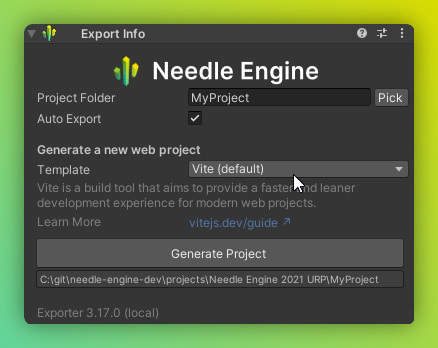 Export Info
Needle Engine
Project Folder MyProject Pick
Auto Export
Generate a new web project
Template Vite (default)
Vite is a build tool that aims to provide a faster and leaner
development experience for modern web projects.
Learn More vitejs.dev/guide ↗
Generate Project
C:\git\needle-engine-dev\projects\Needle Engine 2021 URP\MyProject
Exporter 3.17.0 (local)